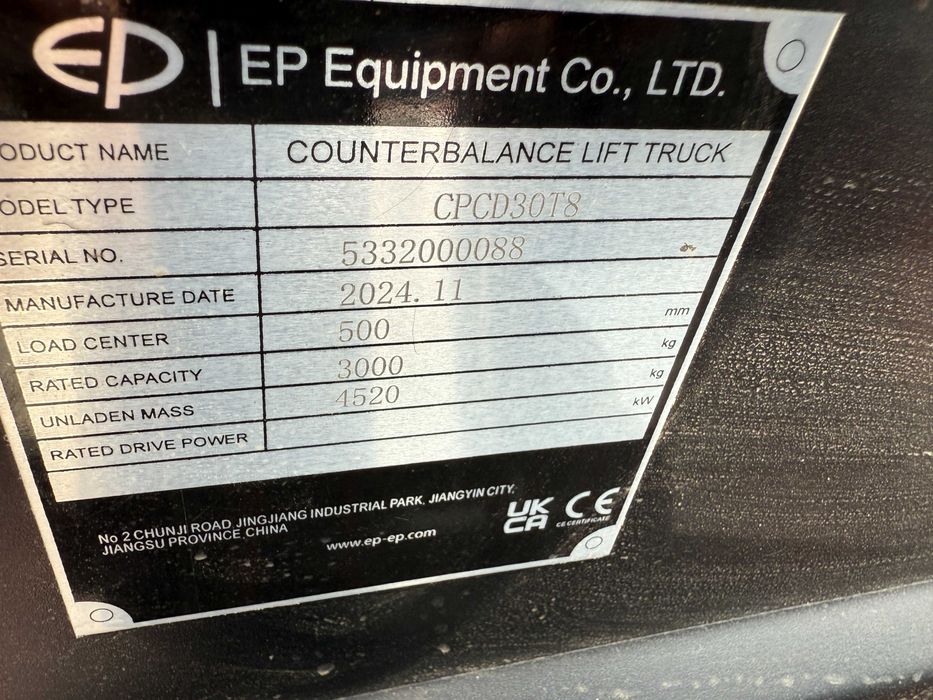 EP | EP Equipment Co., LTD.
ODUCT NAME COUNTERBALANCE LIFT TRUCK
ODEL TYPE CPCD30T8
SERIAL NO. 5332000088
MANUFACTURE DATE 2024. 11
LOAD CENTER 500 mm
RATED CAPACITY 3000 kg
UNLADEN MASS 4520 kg
RATED DRIVE POWER kW
No 2 CHUNJI ROAD JINGJIANG INDUSTRIAL PARK, JIANGYIN CITY,
JIANGSU PROVINCE, CHINA
www.ep-ep.com
UK
CA
CE
CE CERTIFICATE